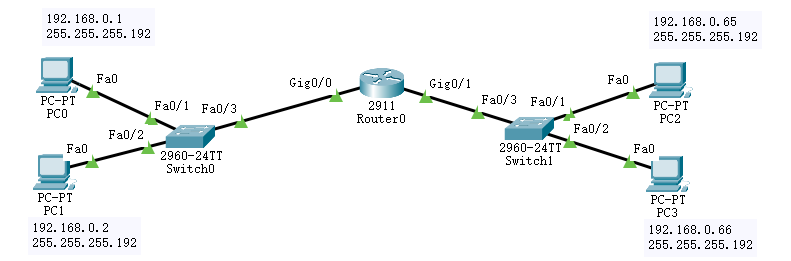 192.168.0.1
255.255.255.192
Fa0
PC-PT
PC0
Fa0/1
Fa0/3
Gig0/0
2911
Router0
Gig0/1
Fa0/3
Fa0/1
Fa0
192.168.0.65
255.255.255.192
PC-PT
PC2
Fa0/2
Fa0
PC-PT
PC1
192.168.0.2
255.255.255.192
2960-24TT
Switch0
2960-24TT
Switch1
Fa0/2
Fa0
PC-PT
PC3
192.168.0.66
255.255.255.192